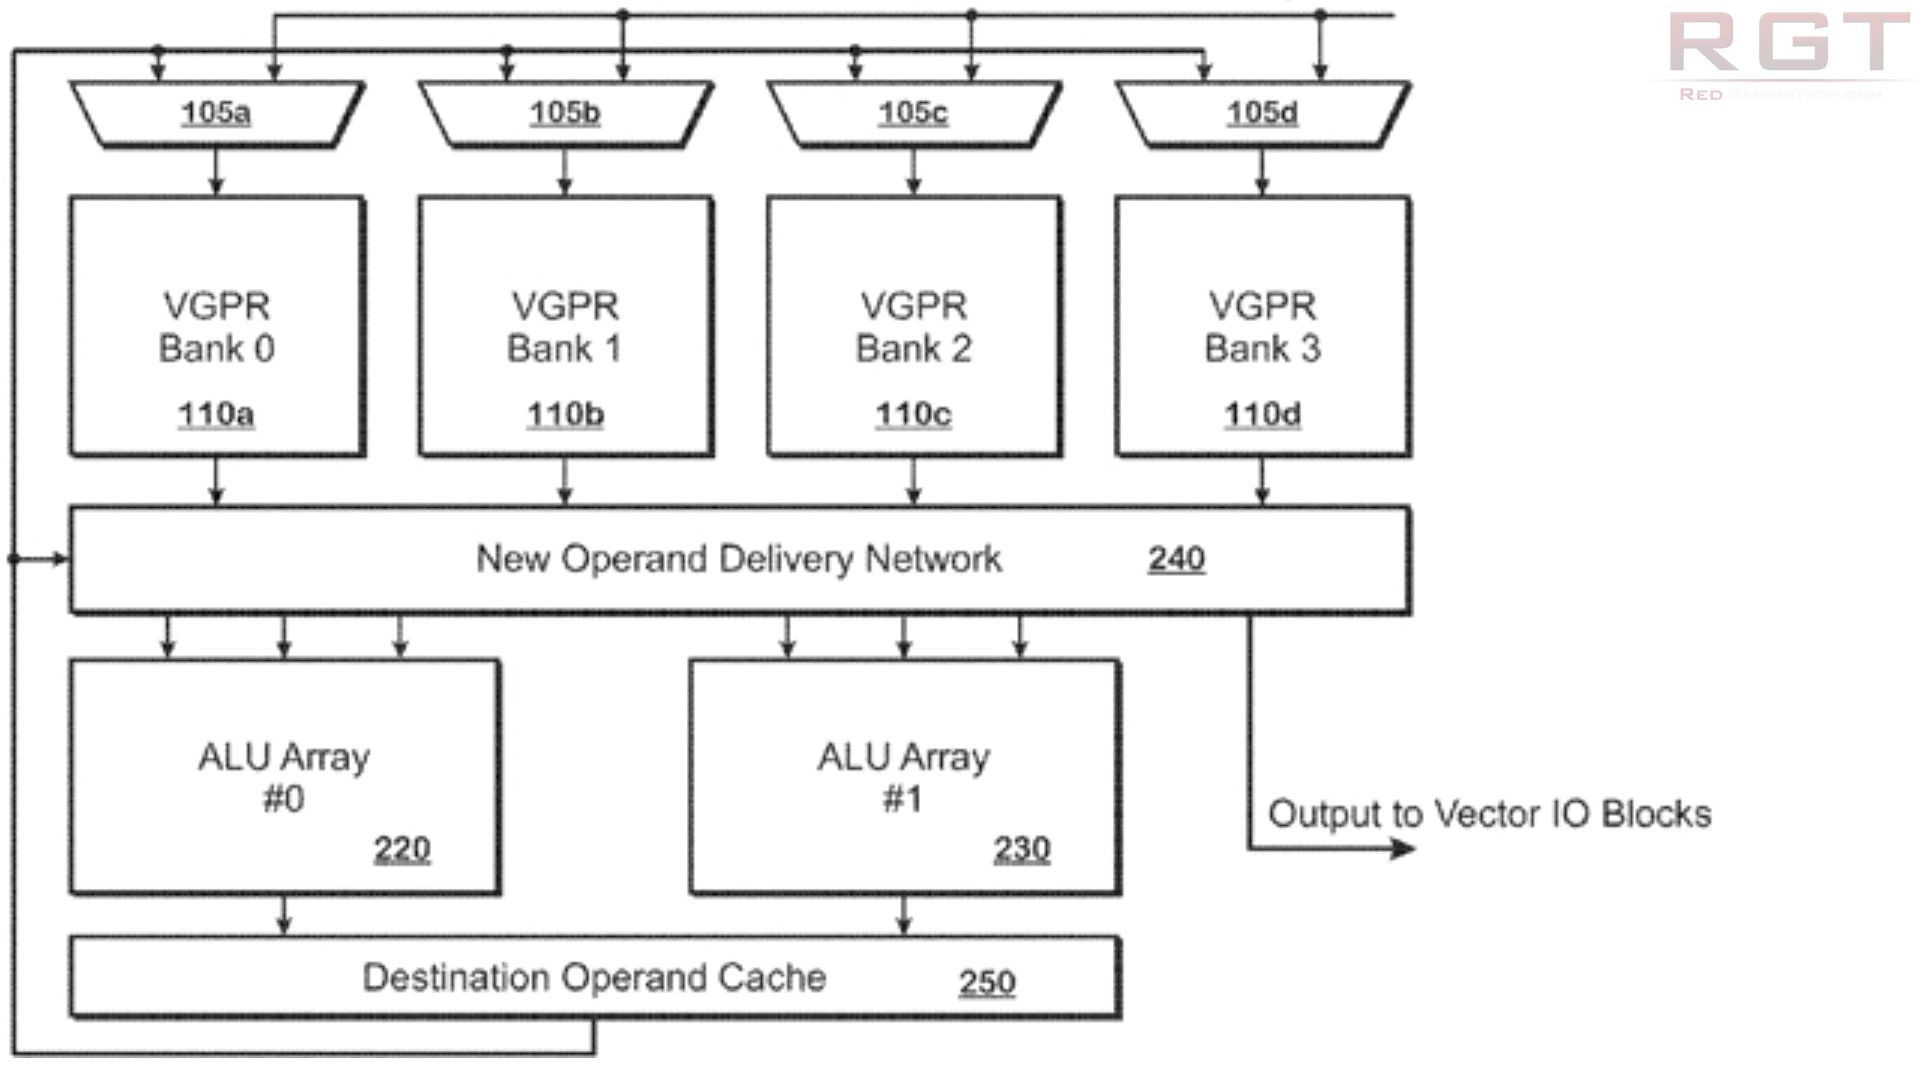 RGT
RedGamingTech.com
105a
105b
105c
105d
VGPR
Bank 0
110a
VGPR
Bank 1
110b
VGPR
Bank 2
110c
VGPR
Bank 3
110d
New Operand Delivery Network 240
ALU Array
#0
220
ALU Array
#1
230
Output to Vector IO Blocks
Destination Operand Cache 250